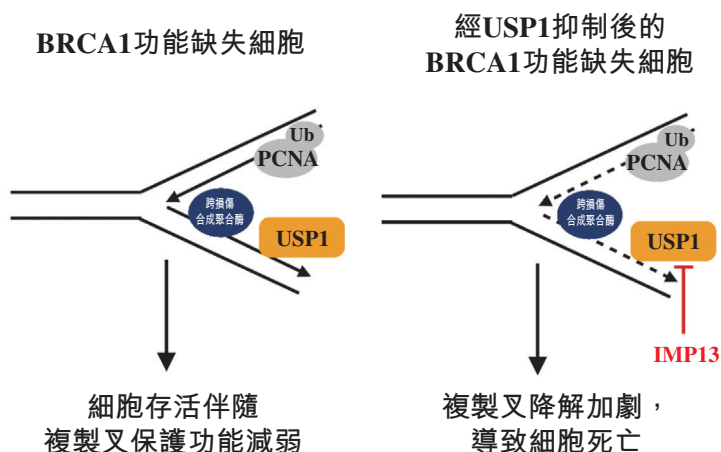 BRCA1功能缺失細胞
Ub
PCNA
跨損傷
合成聚合酶
USP1
細胞存活伴隨
複製叉保護功能減弱
經USP1抑制後的
BRCA1功能缺失細胞
Ub
PCNA
跨損傷
合成聚合酶
USP1
IMP13
複製叉降解加劇，
導致細胞死亡